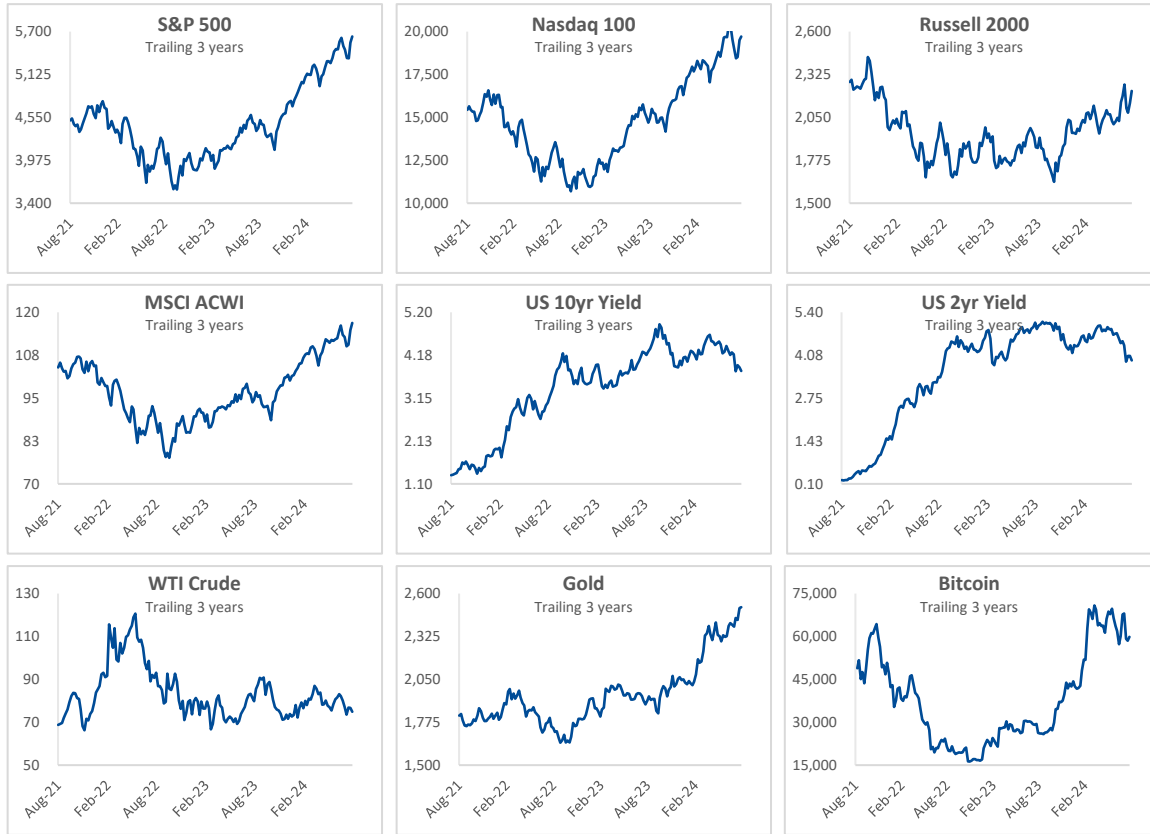 S&P 500
Trailing 3 years
5,700
5,125
4,550
3,975
3,400
Aug-21
Feb-22
Aug-22
Feb-23
Aug-23
Feb-24
Nasdaq 100
Trailing 3 years
20,000
17,500
15,000
12,500
10,000
Aug-21
Feb-22
Aug-22
Feb-23
Aug-23
Feb-24
Russell 2000
Trailing 3 years
2,600
2,325
2,050
1,775
1,500
Aug-21
Feb-22
Aug-22
Feb-23
Aug-23
Feb-24
MSCI ACWI
Trailing 3 years
120
108
95
83
70
Aug-21
Feb-22
Aug-22
Feb-23
Aug-23
Feb-24
US 10yr Yield
Trailing 3 years
5.20
4.18
3.15
2.13
1.10
Aug-21
Feb-22
Aug-22
Feb-23
Aug-23
Feb-24
US 2yr Yield
Trailing 3 years
5.40
4.08
2.75
1.43
0.10
Aug-21
Feb-22
Aug-22
Feb-23
Aug-23
Feb-24
WTI Crude
Trailing 3 years
130
110
90
70
50
Aug-21
Feb-22
Aug-22
Feb-23
Aug-23
Feb-24
Gold
Trailing 3 years
2,600
2,325
2,050
1,775
1,500
Aug-21
Feb-22
Aug-22
Feb-23
Aug-23
Feb-24
Bitcoin
Trailing 3 years
75,000
60,000
45,000
30,000
15,000
Aug-21
Feb-22
Aug-22
Feb-23
Aug-23
Feb-24